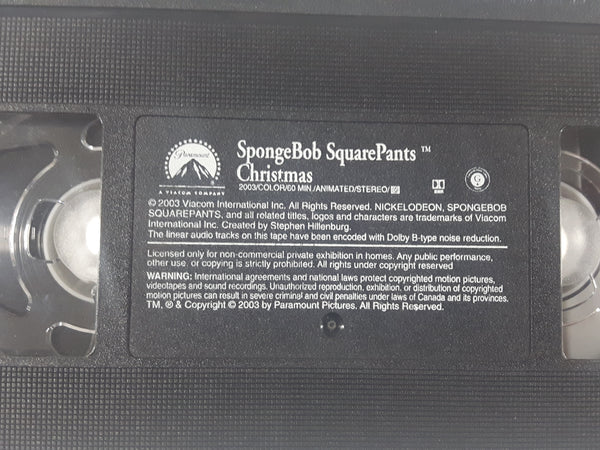 Paramount
A VIACOM COMPANY
SpongeBob SquarePants ™
Christmas
2003/COLOR/60 MIN./ANIMATED/STEREO/
© 2003 Viacom International Inc. All Rights Reserved. NICKELODEON, SPONGEBOB
SQUAREPANTS, and all related titles, logos and characters are trademarks of Viacom
International Inc. Created by Stephen Hillenburg.
The linear audio tracks on this tape have been encoded with Dolby B-type noise reduction.
Licensed only for non-commercial private exhibition in homes. Any public performance,
other use, or copying is strictly prohibited. All rights under copyright reserved
WARNING: International agreements and national laws protect copyrighted motion pictures,
videotapes and sound recordings. Unauthorized reproduction, exhibition, or distribution of copyrighted
motion pictures can result in severe criminal and civil penalties under laws of Canada and its provinces.
TM, ® & Copyright © 2003 by Paramount Pictures. All Rights Reserved.